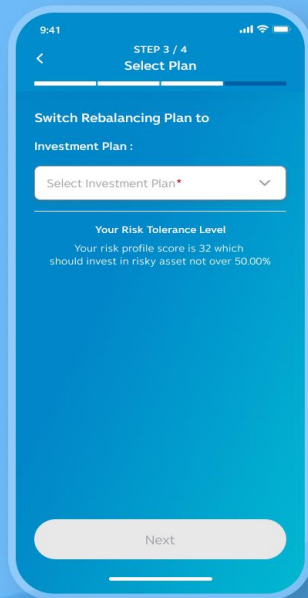 9:41
STEP 3 / 4
Select Plan
Switch Rebalancing Plan to
Investment Plan :
Select Investment Plan*
Your Risk Tolerance Level
Your risk profile score is 32 which
should invest in risky asset not over 50.00%
Next